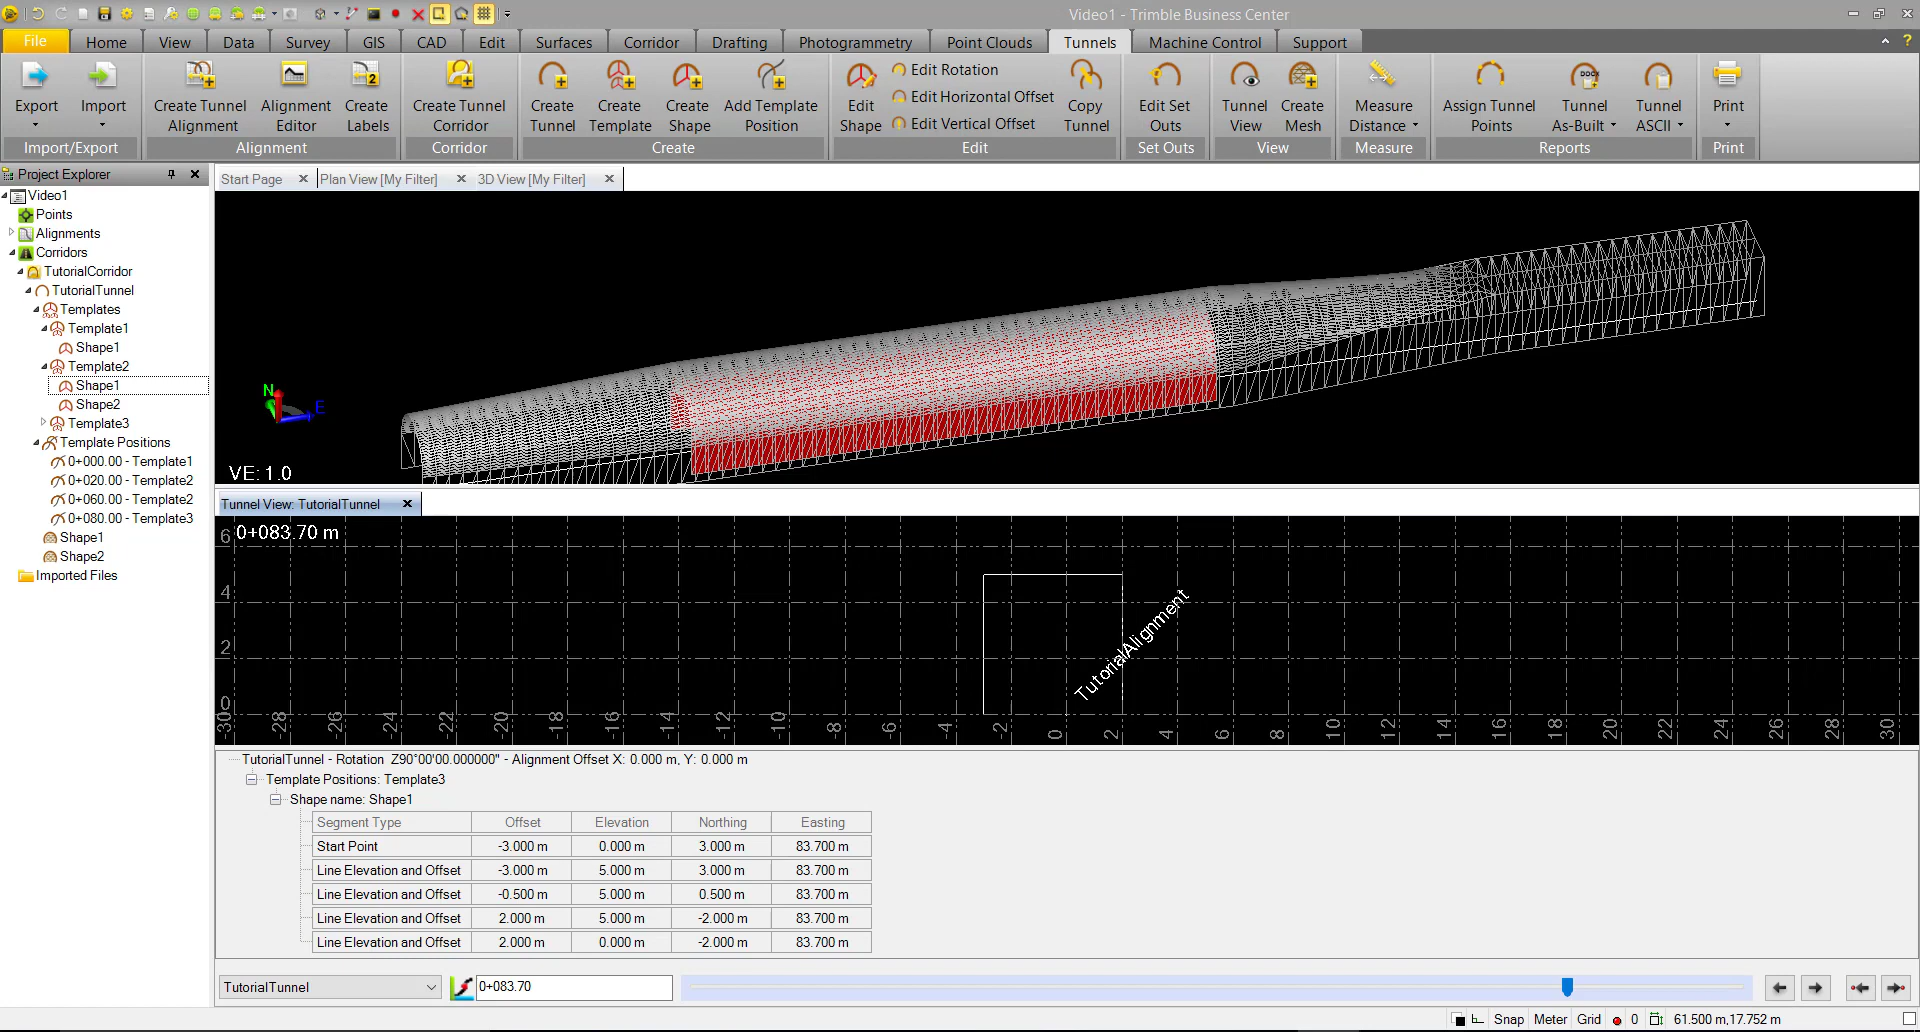 Video1 - Trimble Business Center
File Home View Data Survey GIS CAD Edit Surfaces Corridor Drafting Photogrammetry Point Clouds Tunnels Machine Control Support
Export Import
Import/Export
Create Tunnel Alignment
Alignment Editor
Create Labels
Alignment
Create Tunnel Corridor
Corridor
Create Tunnel
Create Template
Create Shape
Add Template Position
Create
Edit Shape
Edit Rotation
Edit Horizontal Offset
Edit Vertical Offset
Copy Tunnel
Edit
Edit Set Outs
Set Outs
Tunnel View
Create Mesh
View
Measure Distance
Measure
Assign Tunnel Points
DOCX
Tunnel As-Built
Tunnel ASCII
Reports
Print
Print
Project Explorer
Video1
Points
Alignments
Corridors
TutorialCorridor
TutorialTunnel
Templates
Template1
Shape1
Template2
Shape1
Shape2
Template3
Template Positions
0+000.00 - Template1
0+020.00 - Template2
0+060.00 - Template2
0+080.00 - Template3
Shape1
Shape2
Imported Files
Start Page Plan View [My Filter] 3D View [My Filter]
N
E
VE: 1.0
Tunnel View: TutorialTunnel
0+083.70 m
6
4
2
0
-30 -28 -26 -24 -22 -20 -18 -16 -14 -12 -10 -8 -6 -4 -2 0 2 4 6 8 10 12 14 16 18 20 22 24 26 28 30
TutorialAlignment
TutorialTunnel - Rotation Z90°00'00.000000" - Alignment Offset X: 0.000 m, Y: 0.000 m
Template Positions: Template3
Shape name: Shape1
Segment Type Offset Elevation Northing Easting
Start Point -3.000 m 0.000 m 3.000 m 83.700 m
Line Elevation and Offset -3.000 m 5.000 m 3.000 m 83.700 m
Line Elevation and Offset -0.500 m 5.000 m 0.500 m 83.700 m
Line Elevation and Offset 2.000 m 5.000 m -2.000 m 83.700 m
Line Elevation and Offset 2.000 m 0.000 m -2.000 m 83.700 m
TutorialTunnel 0+083.70
Snap Meter Grid 0 61.500 m,17.752 m